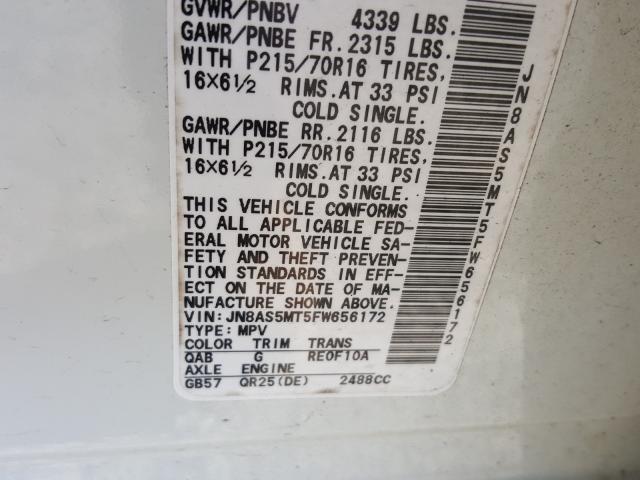 GVWR/PNBV 4339 LBS.
GAWR/PNBE FR. 2315 LBS.
WITH P215/70R16 TIRES,
16×6½ RIMS. AT 33 PSI
COLD SINGLE.
GAWR/PNBE RR. 2116 LBS.
WITH P215/70R16 TIRES,
16×6½ RIMS. AT 33 PSI
COLD SINGLE.
THIS VEHICLE CONFORMS
TO ALL APPLICABLE FED-
ERAL MOTOR VEHICLE SA-
FETY AND THEFT PREVEN-
TION STANDARDS IN EFF-
ECT ON THE DATE OF MA-
NUFACTURE SHOWN ABOVE.
VIN: JN8AS5MT5FW656172
TYPE: MPV
COLOR TRIM TRANS
QAB G RE0F10A
AXLE ENGINE
GB57 QR25(DE) 2488CC
JN8AS5MT5FW656172